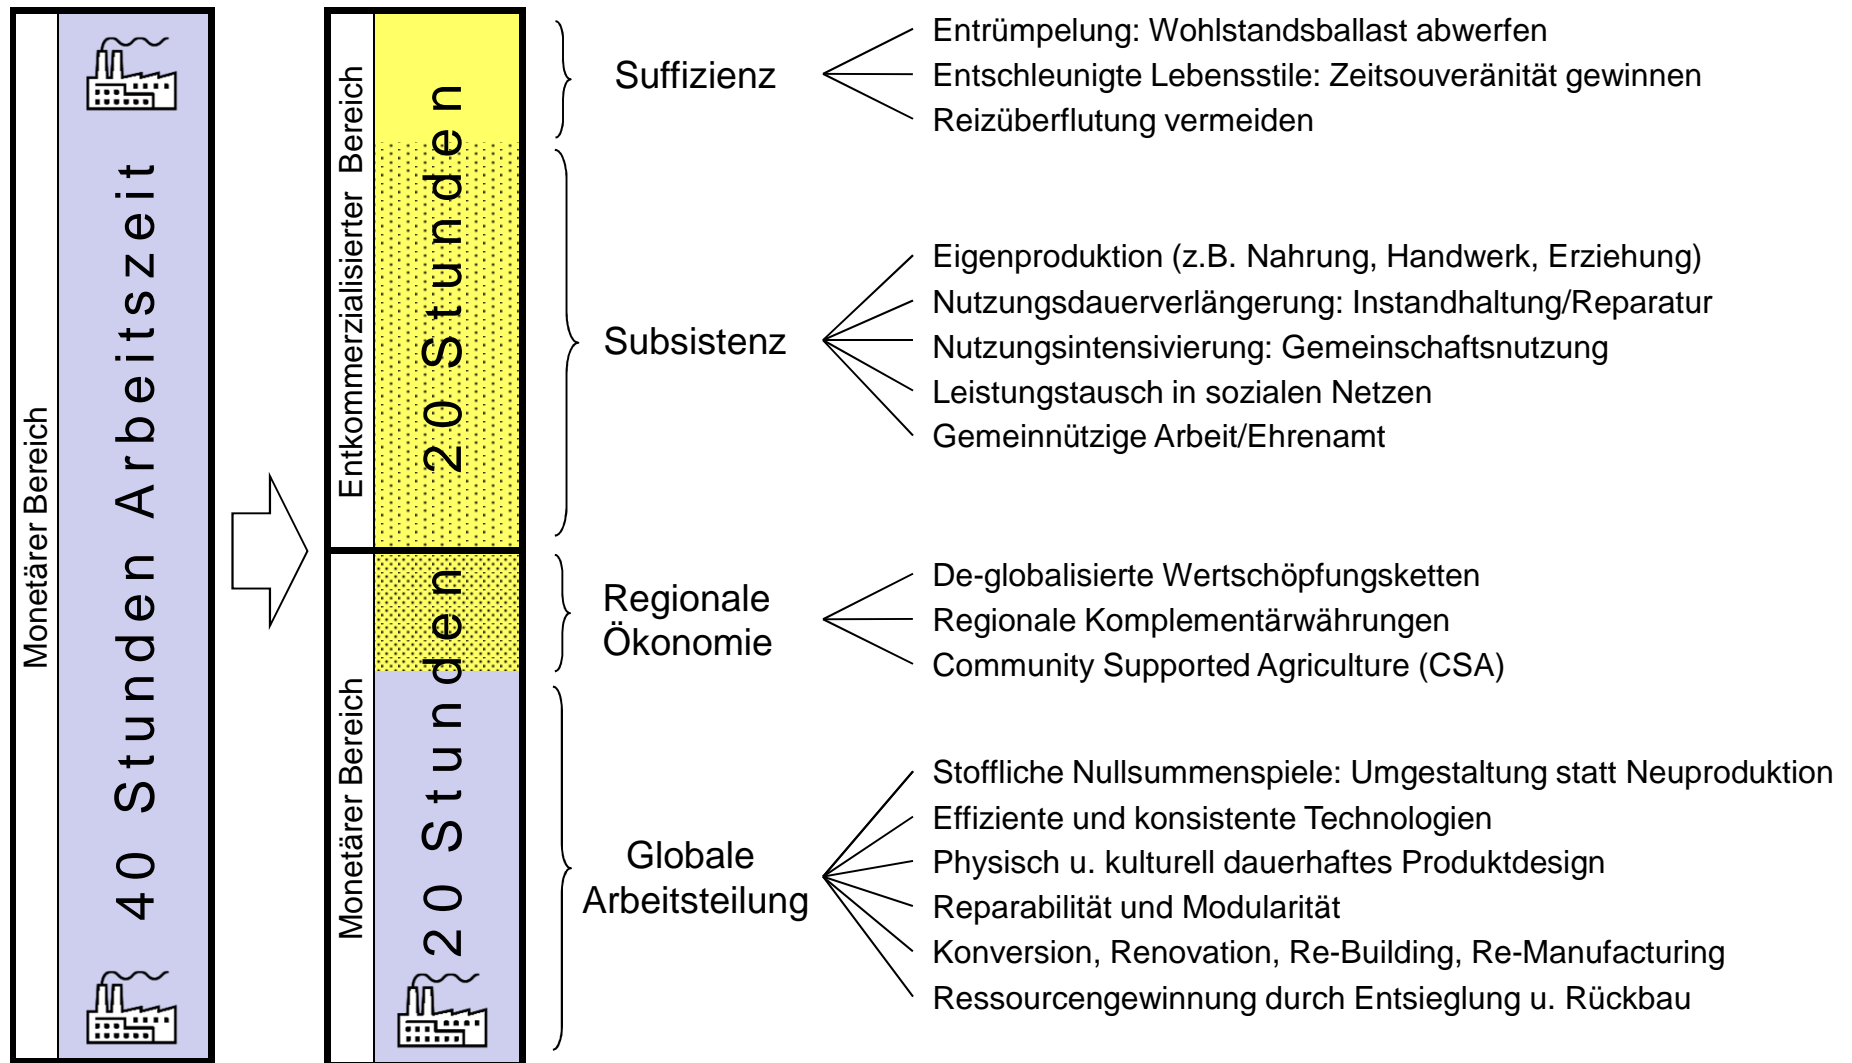 Monetärer Bereich
40 Stunden Arbeitszeit
Entkommerzialisierter Bereich
20 Stunden
Monetärer Bereich
20 Stunden
Suffizienz
Entrümpelung: Wohlstandsballast abwerfen
Entschleunigte Lebensstile: Zeitsouveränität gewinnen
Reizüberflutung vermeiden
Subsistenz
Eigenproduktion (z.B. Nahrung, Handwerk, Erziehung)
Nutzungsdauerverlängerung: Instandhaltung/Reparatur
Nutzungsintensivierung: Gemeinschaftsnutzung
Leistungstausch in sozialen Netzen
Gemeinnützige Arbeit/Ehrenamt
Regionale
Ökonomie
De-globalisierte Wertschöpfungsketten
Regionale Komplementärwährungen
Community Supported Agriculture (CSA)
Globale
Arbeitsteilung
Stoffliche Nullsummenspiele: Umgestaltung statt Neuproduktion
Effiziente und konsistente Technologien
Physisch u. kulturell dauerhaftes Produktdesign
Reparabilität und Modularität
Konversion, Renovation, Re-Building, Re-Manufacturing
Ressourcengewinnung durch Entsieglung u. Rückbau